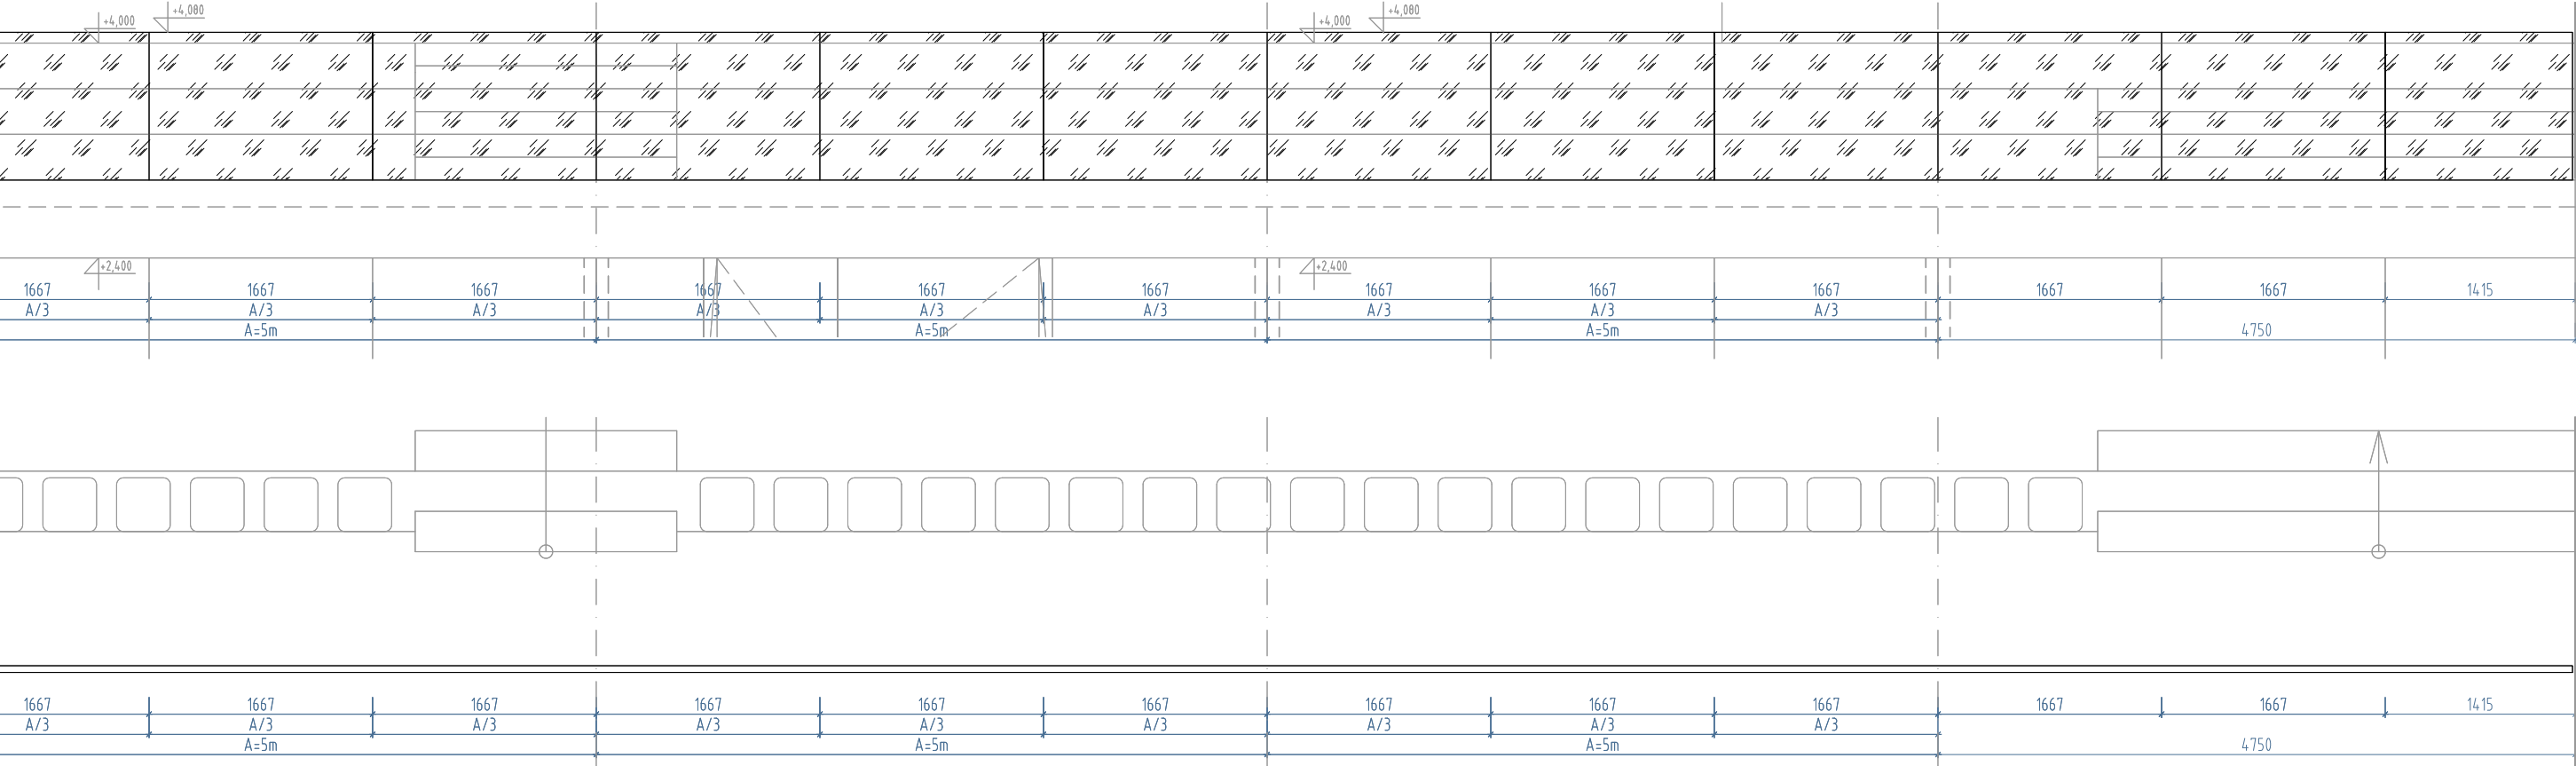 +4,000 +4,080 +4,000 +4,080
+2,400 +2,400
1667 1667 1667 1667 1667 1667 1667 1667 1667 1667 1667 1415
A/3 A/3 A/3 A/3 A/3 A/3 A/3 A/3 A/3
A=5m A=5m A=5m 4750
1667 1667 1667 1667 1667 1667 1667 1667 1667 1667 1667 1415
A/3 A/3 A/3 A/3 A/3 A/3 A/3 A/3 A/3
A=5m A=5m A=5m 4750